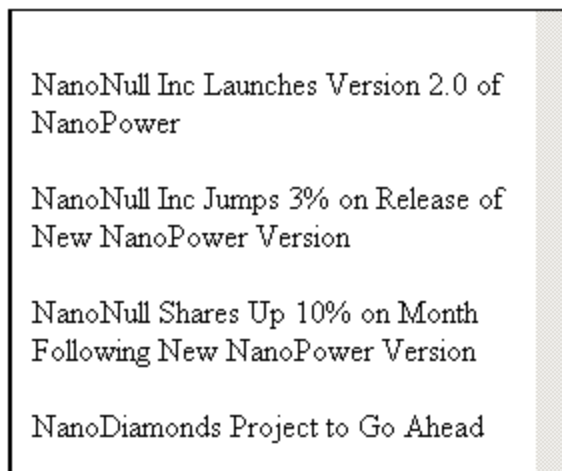 NanoNull Inc Launches Version 2.0 of
NanoPower
NanoNull Inc Jumps 3% on Release of
New NanoPower Version
NanoNull Shares Up 10% on Month
Following New NanoPower Version
NanoDiamonds Project to Go Ahead